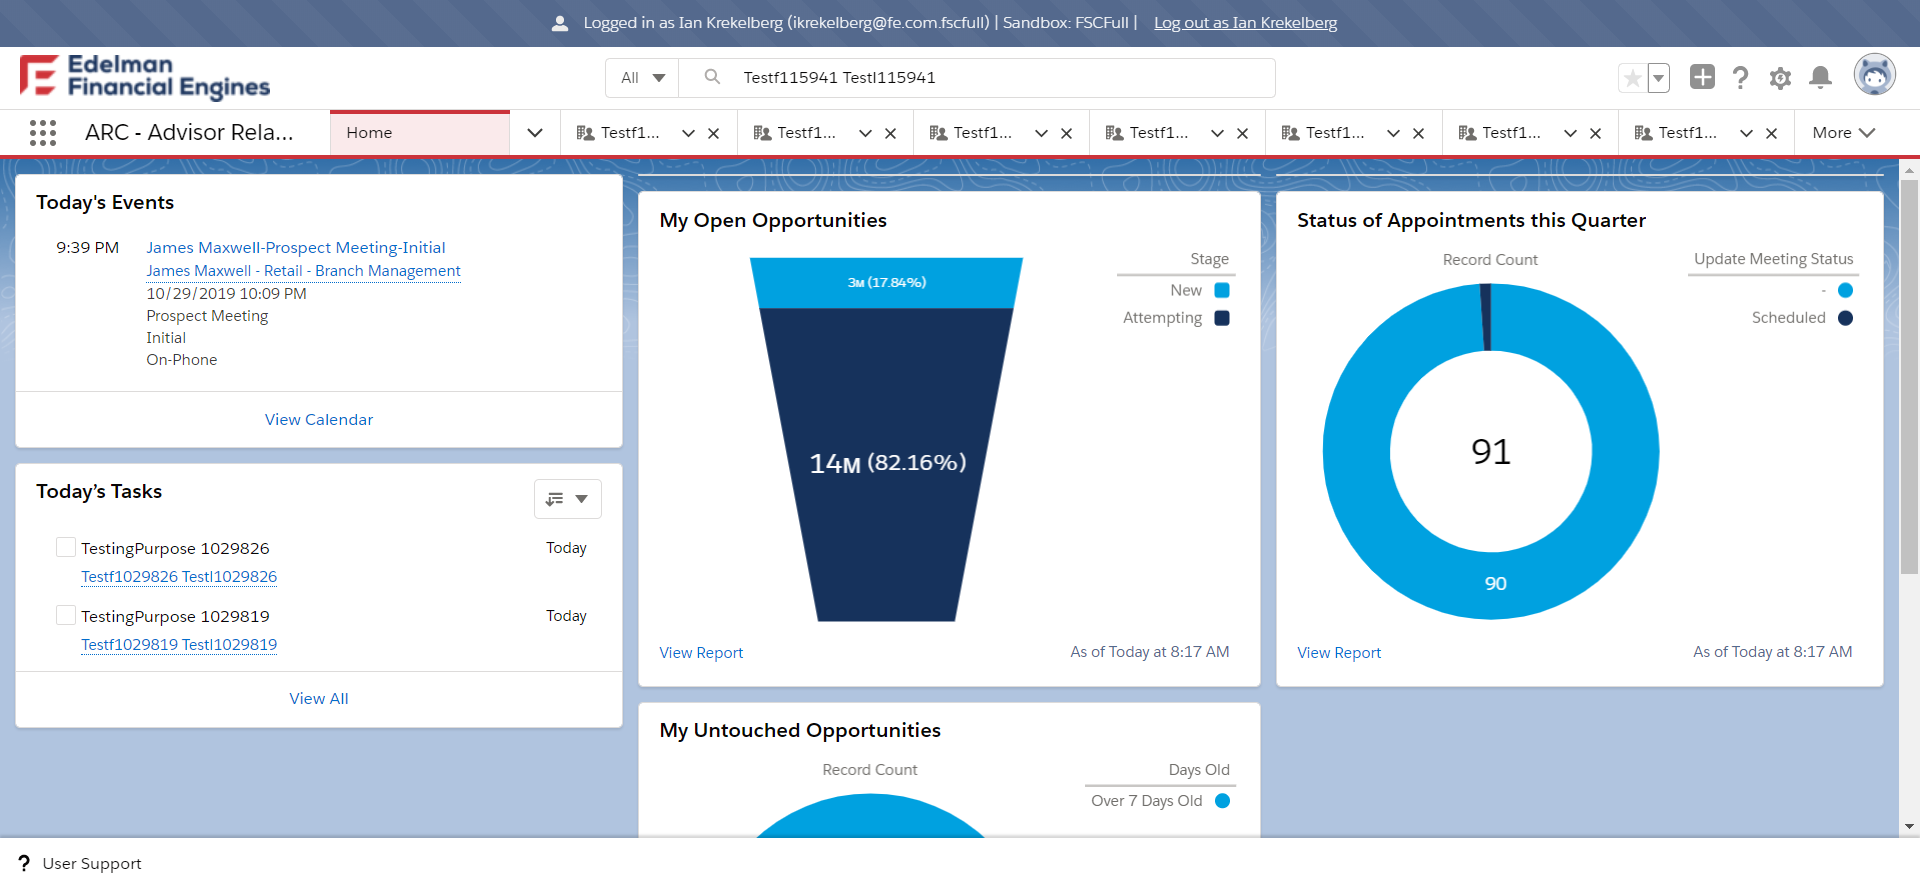 Logged in as Ian Krekelberg (ikrekelberg@fe.com.fscfull) | Sandbox: FSCFull | Log out as Ian Krekelberg
Edelman
Financial Engines
All
Testf115941 Testl115941
ARC - Advisor Rela...
Home
Testf1...
Testf1...
Testf1...
Testf1...
Testf1...
Testf1...
Testf1...
More
Today's Events
9:39 PM
James Maxwell-Prospect Meeting-Initial
James Maxwell - Retail - Branch Management
10/29/2019 10:09 PM
Prospect Meeting
Initial
On-Phone
View Calendar
Today’s Tasks
TestingPurpose 1029826
Today
Testf1029826 Testl1029826
TestingPurpose 1029819
Today
Testf1029819 Testl1029819
View All
My Open Opportunities
Stage
New
Attempting
3M (17.84%)
14M (82.16%)
View Report
As of Today at 8:17 AM
Status of Appointments this Quarter
Record Count
Update Meeting Status
-
Scheduled
91
90
View Report
As of Today at 8:17 AM
My Untouched Opportunities
Record Count
Days Old
Over 7 Days Old
? User Support